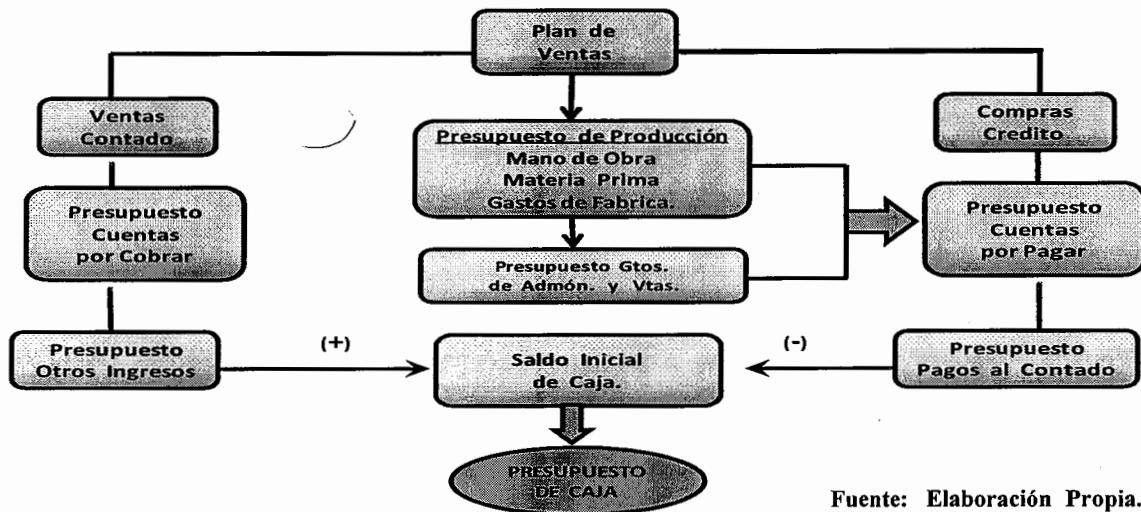 Plan de
Ventas
Ventas
Contado
Compras
Credito
Presupuesto de Producción
Mano de Obra
Materia Prima
Gastos de Fabrica.
Presupuesto
Cuentas
por Cobrar
Presupuesto
Cuentas
por Pagar
Presupuesto Gtos.
de Admón. y Vtas.
Presupuesto
Otros Ingresos
(+)
Saldo Inicial
de Caja.
(-)
Presupuesto
Pagos al Contado
PRESUPUESTO
DE CAJA
Fuente: Elaboración Propia.